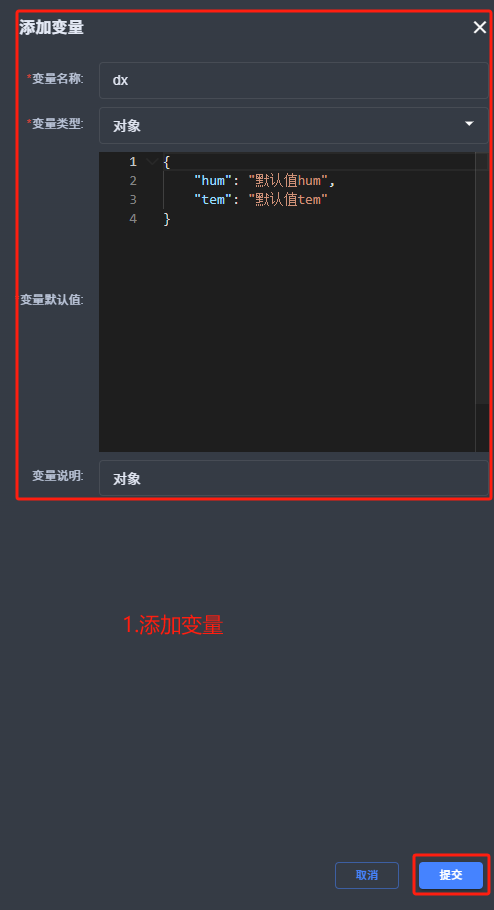 添加变量
*变量名称:
dx
*变量类型:
对象
变量默认值:
1 {
2 "hum": "默认值hum",
3 "tem": "默认值tem"
4 }
变量说明:
对象
1.添加变量
取消
提交